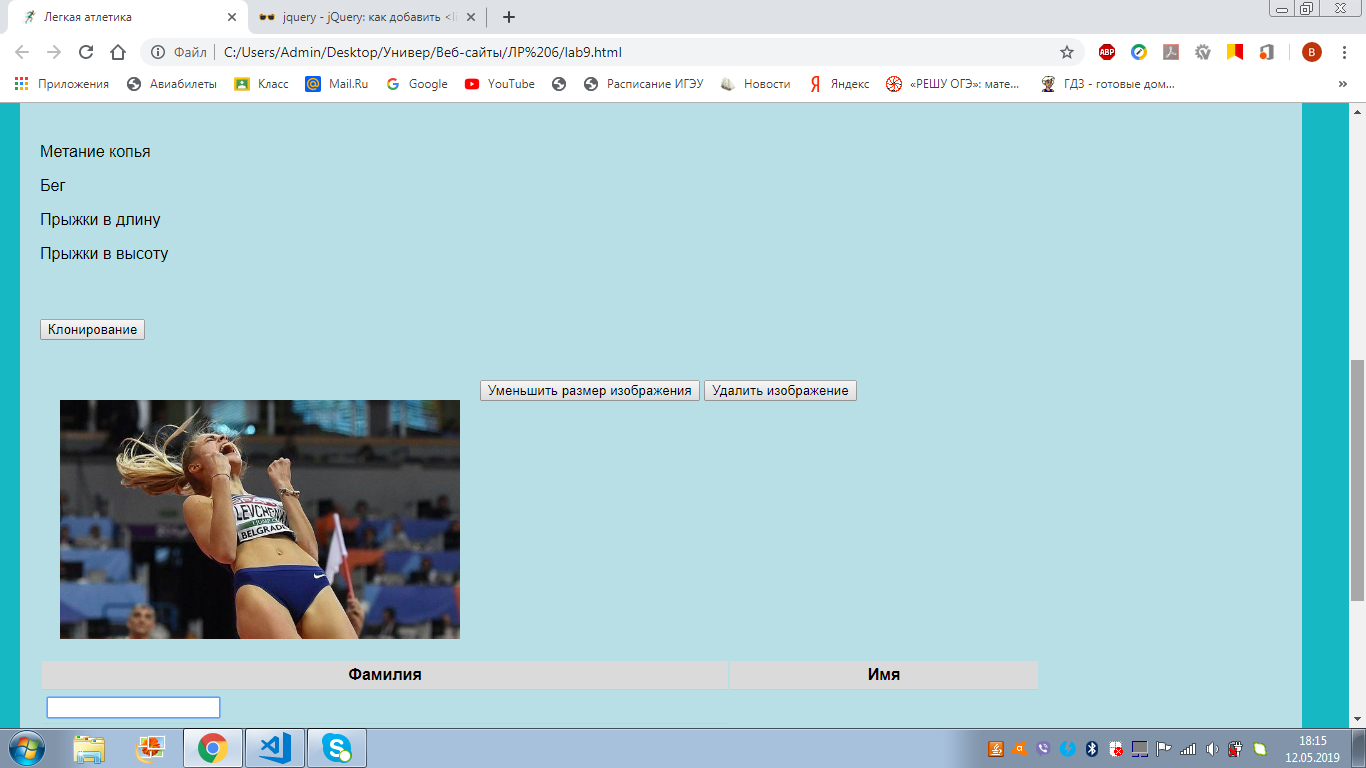 Легкая атлетика
jquery - jQuery: как добавить <li
Файл
C:/Users/Admin/Desktop/Универ/Веб-сайты/ЛР%206/lab9.html
ABP
В
Приложения
Авиабилеты
Класс
Mail.Ru
Google
YouTube
Расписание ИГЭУ
Новости
Яндекс
«РЕШУ ОГЭ»: мате...
ГДЗ - готовые дом...
»
Метание копья
Бег
Прыжки в длину
Прыжки в высоту
Клонирование
Уменьшить размер изображения
Удалить изображение
LEVCHEN
BELGRADE
Фамилия
Имя
18:15
12.05.2019